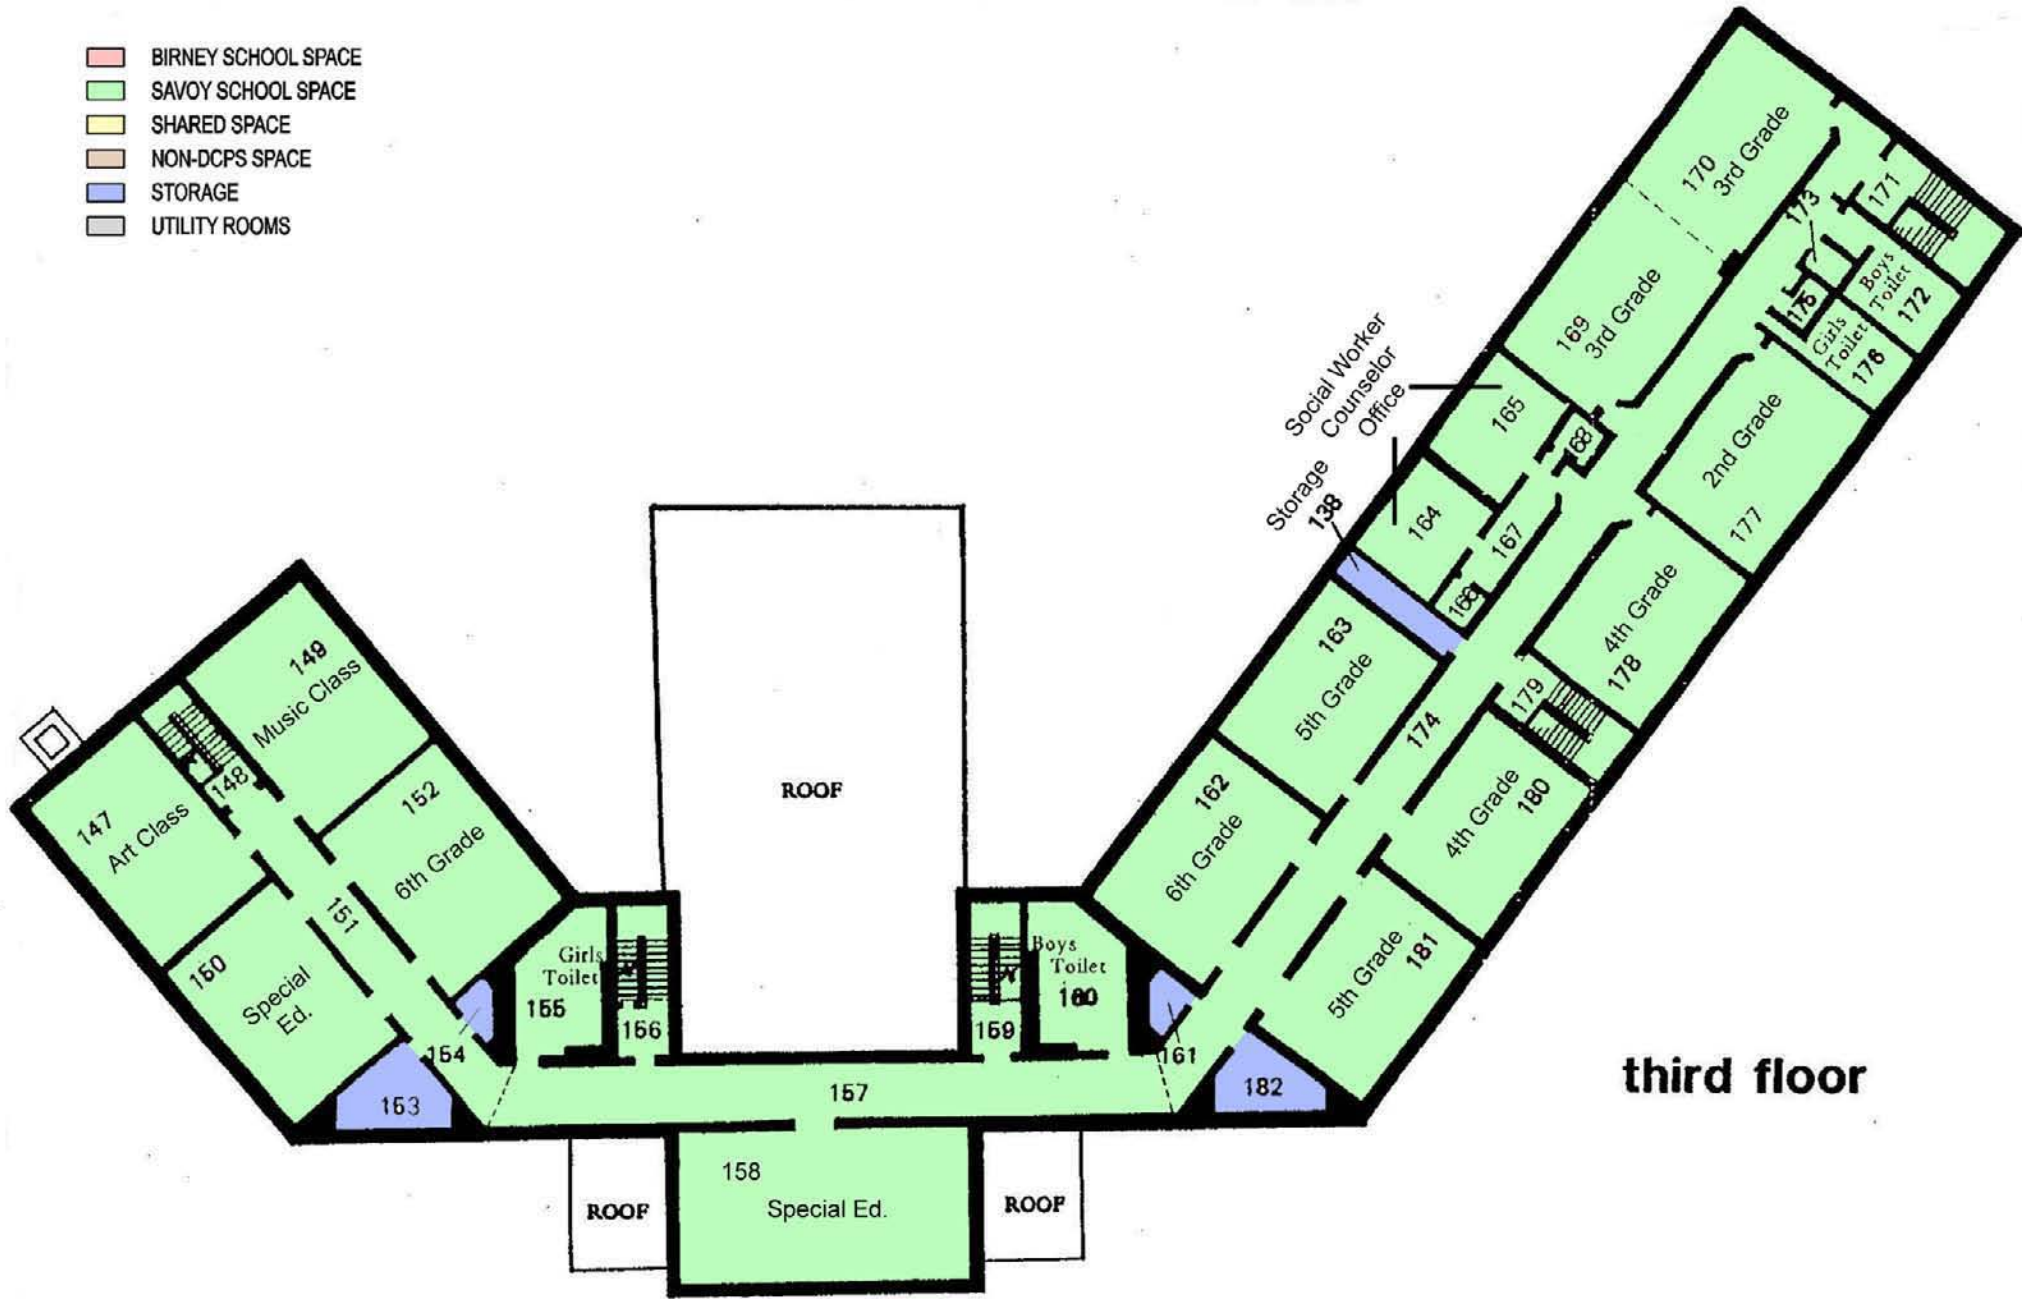 BIRNEY SCHOOL SPACE
SAVOY SCHOOL SPACE
SHARED SPACE
NON-DCPS SPACE
STORAGE
UTILITY ROOMS
170
3rd Grade
171
173
Boys
Toilet
172
175
Girls
Toilet
176
169
3rd Grade
Social Worker
Counselor
Office
165
168
2nd Grade
177
Storage
138
164
167
166
163
5th Grade
4th Grade
178
179
174
162
6th Grade
4th Grade
180
5th Grade
181
149
Music Class
148
147
Art Class
152
6th Grade
151
150
Special
Ed.
ROOF
Girls
Toilet
155
156
Boys
Toilet
159
154
161
153
157
182
158
Special Ed.
ROOF
ROOF
third floor